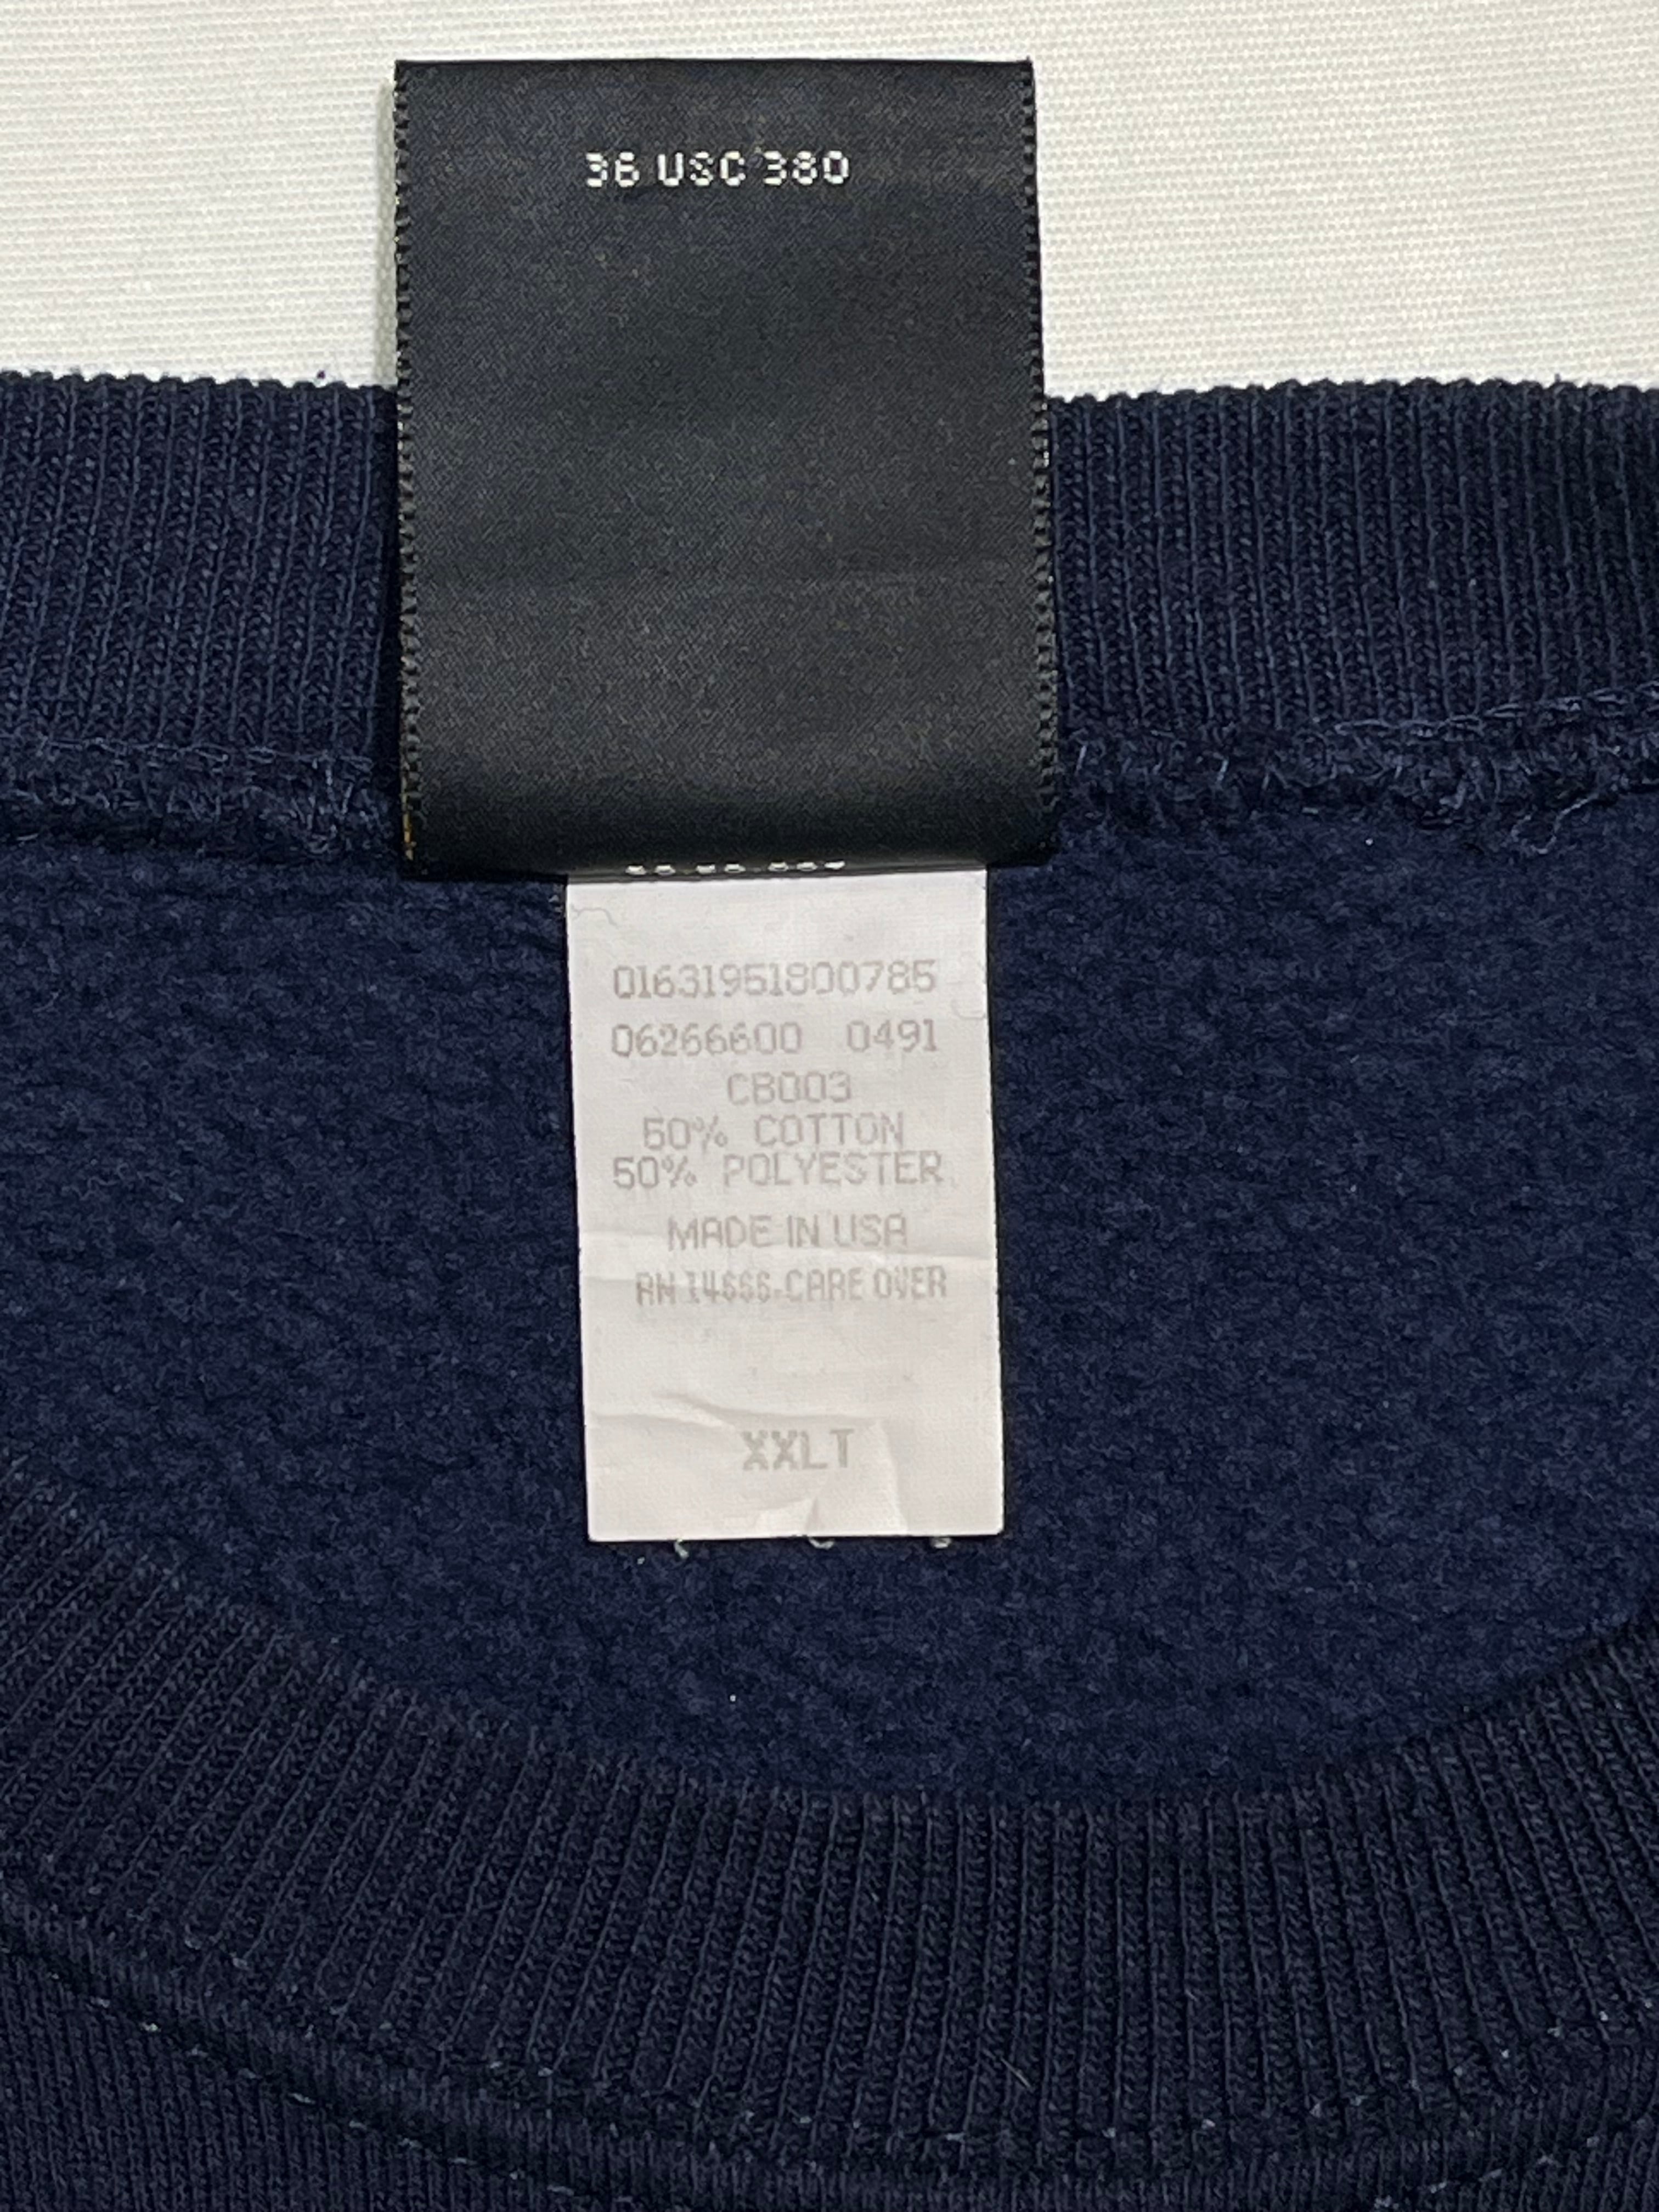 36 USC 380
01631951800785
06266600 0491
CB003
50% COTTON
50% POLYESTER
MADE IN USA
RN 14666-CARE OVER
XXLT